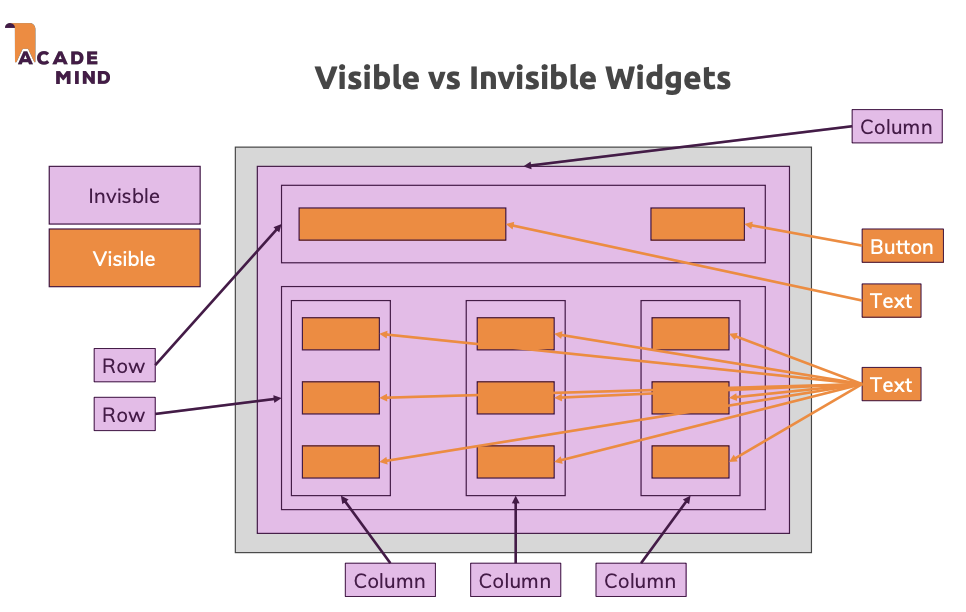 ACADE
MIND
Visible vs Invisible Widgets
Column
Invisble
Visible
Button
Text
Row
Text
Row
Column
Column
Column